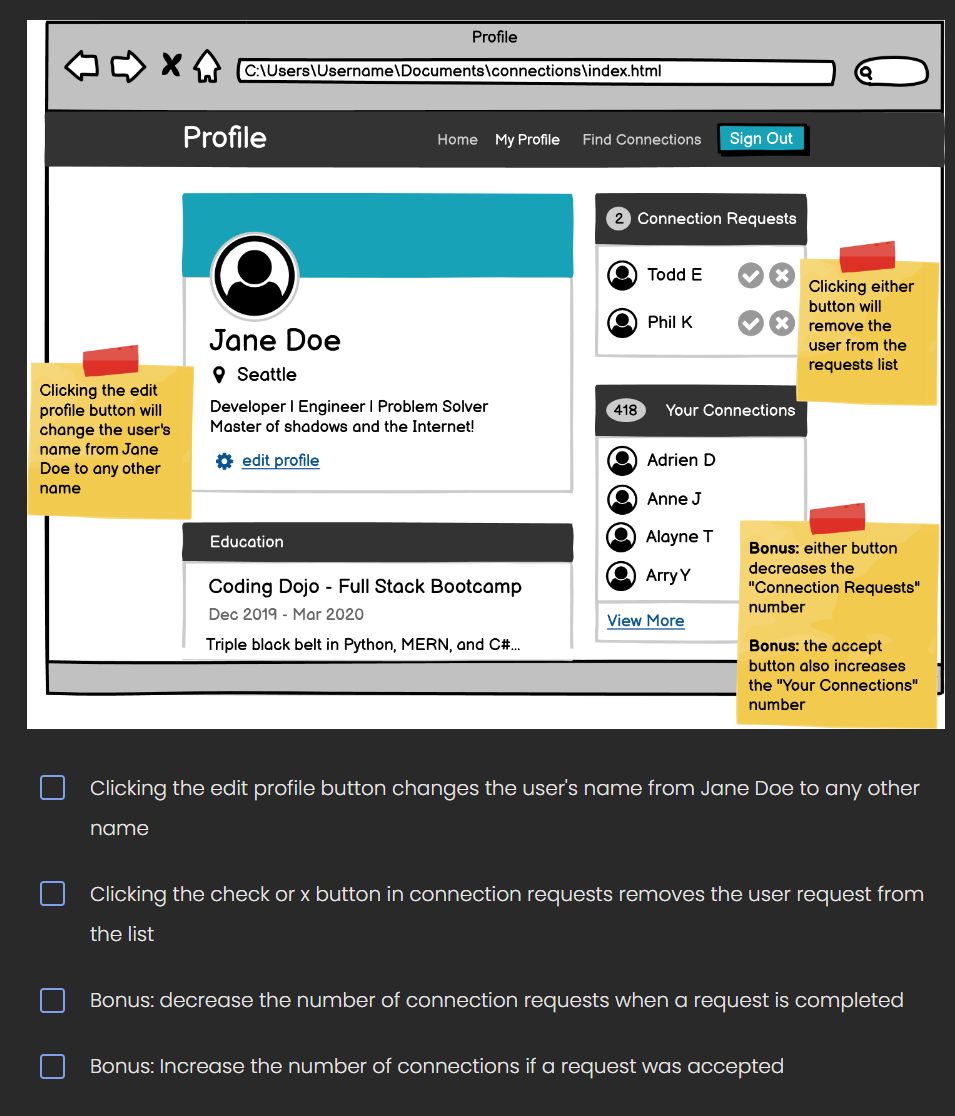 Profile
C:\Users\Username\Documents\connections\index.html
Profile
Home
My Profile
Find Connections
Sign Out
Jane Doe
Seattle
Developer | Engineer | Problem Solver
Master of shadows and the Internet!
edit profile
Clicking the edit
profile button will
change the user's
name from Jane
Doe to any other
name
Education
Coding Dojo - Full Stack Bootcamp
Dec 2019 - Mar 2020
Triple black belt in Python, MERN, and C#...
2 Connection Requests
Todd E
Phil K
Clicking either
button will
remove the
user from the
requests list
418 Your Connections
Adrien D
Anne J
Alayne T
Arry Y
View More
Bonus: either button
decreases the
"Connection Requests"
number
Bonus: the accept
button also increases
the "Your Connections"
number
Clicking the edit profile button changes the user's name from Jane Doe to any other
name
Clicking the check or x button in connection requests removes the user request from
the list
Bonus: decrease the number of connection requests when a request is completed
Bonus: Increase the number of connections if a request was accepted